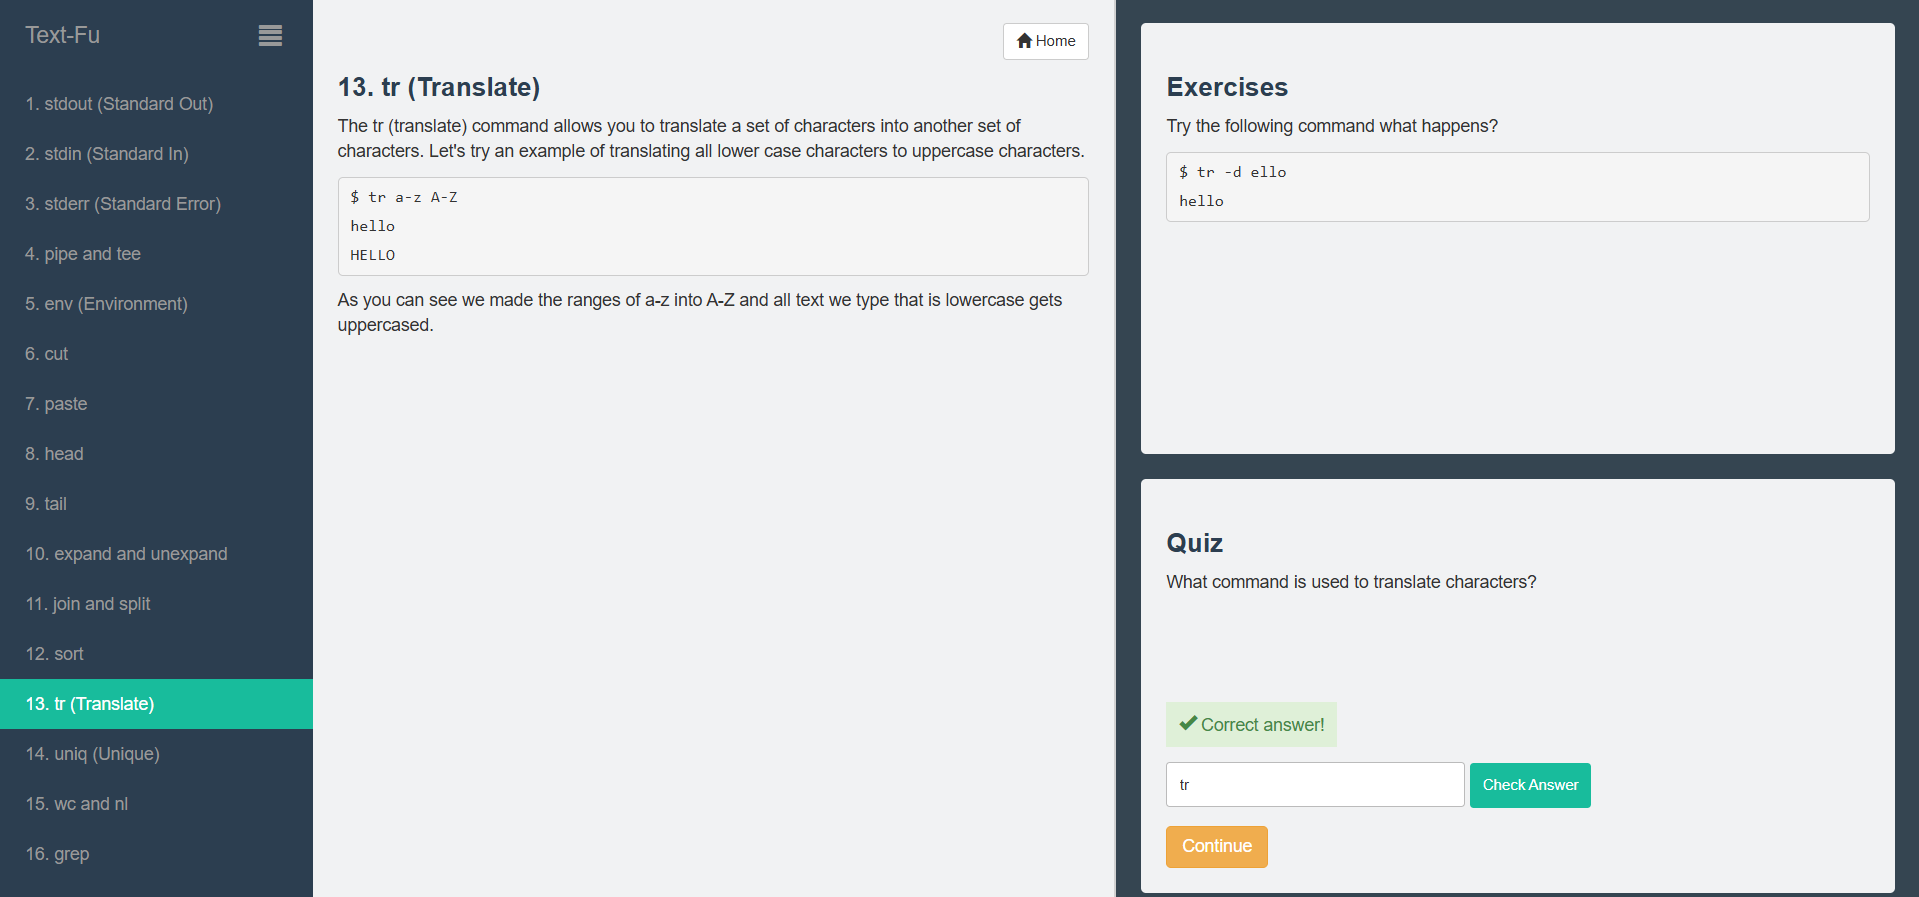 Text-Fu
1. stdout (Standard Out)
2. stdin (Standard In)
3. stderr (Standard Error)
4. pipe and tee
5. env (Environment)
6. cut
7. paste
8. head
9. tail
10. expand and unexpand
11. join and split
12. sort
13. tr (Translate)
14. uniq (Unique)
15. wc and nl
16. grep
Home
13. tr (Translate)
The tr (translate) command allows you to translate a set of characters into another set of
characters. Let's try an example of translating all lower case characters to uppercase characters.
$ tr a-z A-Z
hello
HELLO
As you can see we made the ranges of a-z into A-Z and all text we type that is lowercase gets
uppercased.
Exercises
Try the following command what happens?
$ tr -d ello
hello
Quiz
What command is used to translate characters?
Correct answer!
tr
Check Answer
Continue